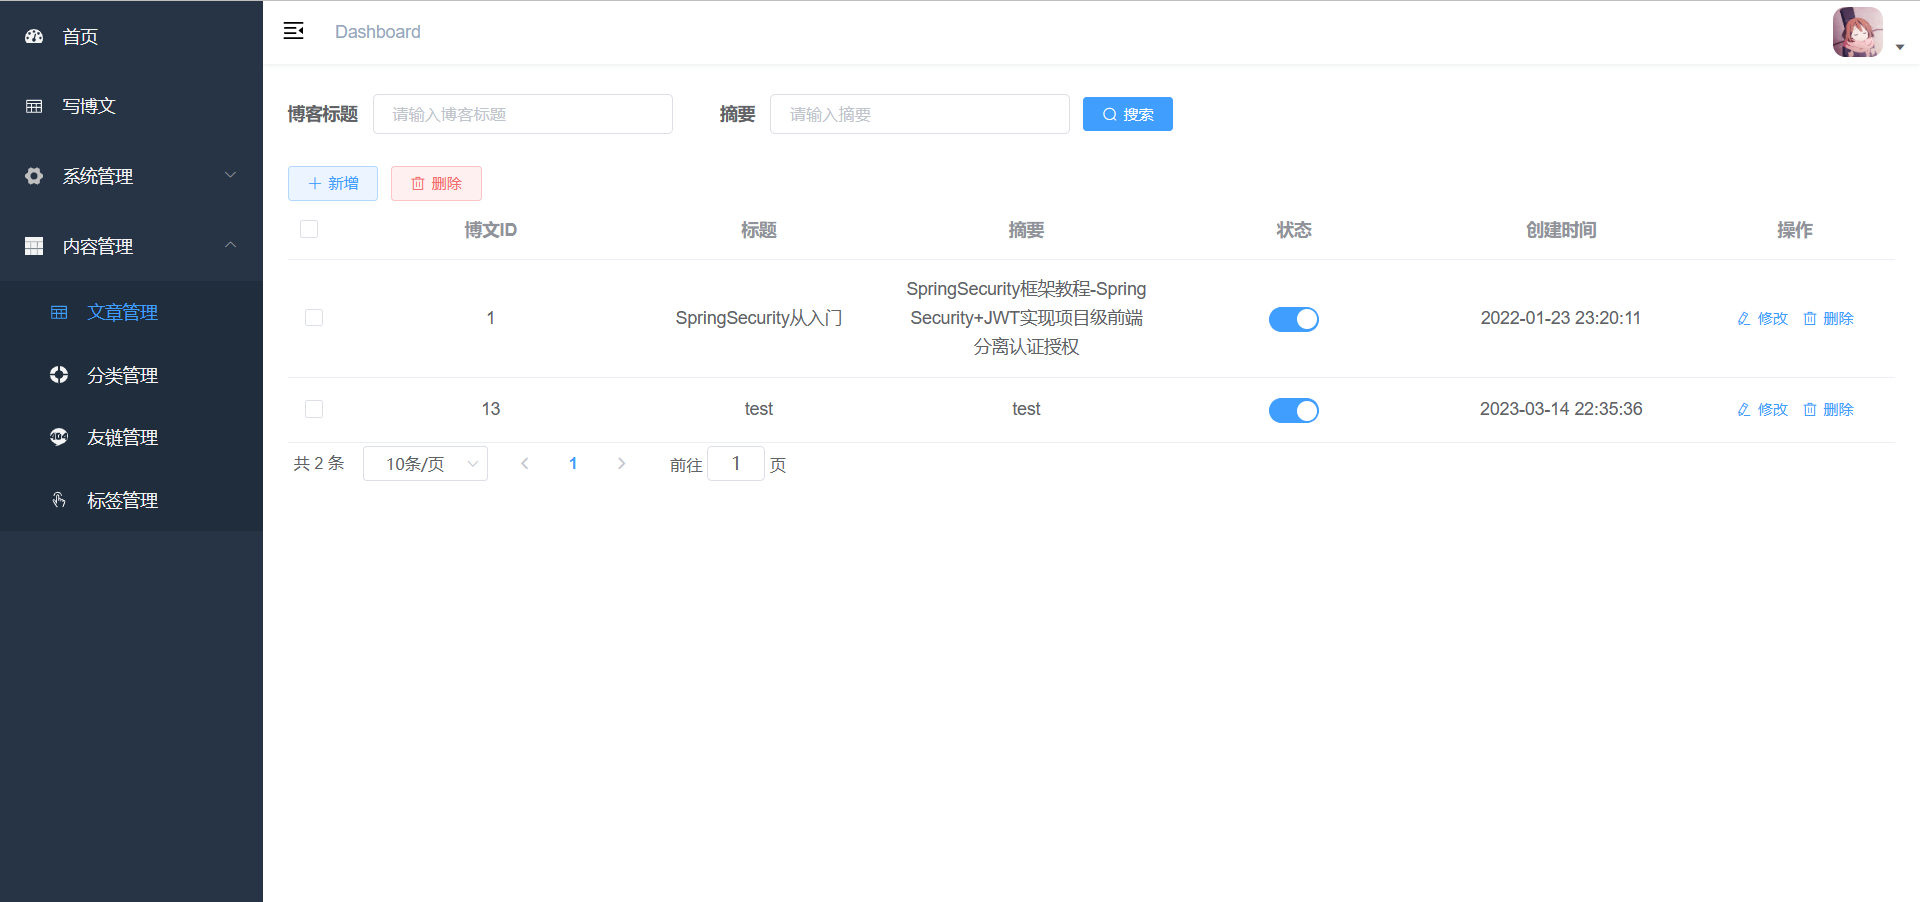 首页
写博文
系统管理
内容管理
文章管理
分类管理
友链管理
标签管理
Dashboard
博客标题 请输入博客标题 摘要 请输入摘要 搜索
新增 删除
博文ID 标题 摘要 状态 创建时间 操作
1 SpringSecurity从入门 SpringSecurity框架教程-Spring
Security+JWT实现项目级前端
分离认证授权 2022-01-23 23:20:11 修改 删除
13 test test 2023-03-14 22:35:36 修改 删除
共 2 条 10条/页 1 前往 1 页